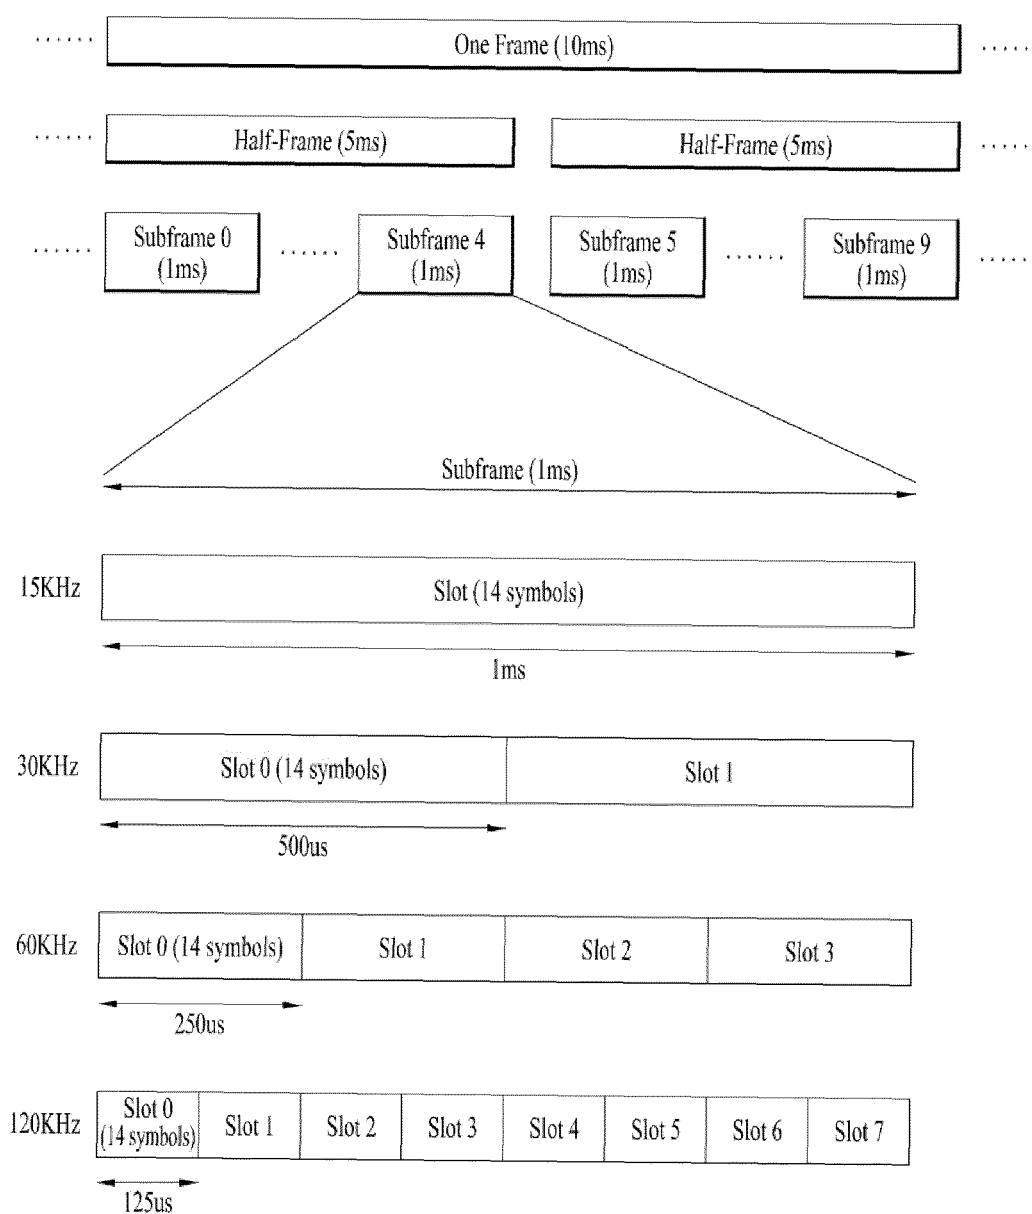 One Frame (10ms)
Half-Frame (5ms)
Half-Frame (5ms)
Subframe 0
(1ms)
Subframe 4
(1ms)
Subframe 5
(1ms)
Subframe 9
(1ms)
Subframe (1ms)
15KHz
Slot (14 symbols)
1ms
30KHz
Slot 0 (14 symbols)
Slot 1
500us
60KHz
Slot 0 (14 symbols)
Slot 1
Slot 2
Slot 3
250us
120KHz
Slot 0
(14 symbols)
Slot 1
Slot 2
Slot 3
Slot 4
Slot 5
Slot 6
Slot 7
125us